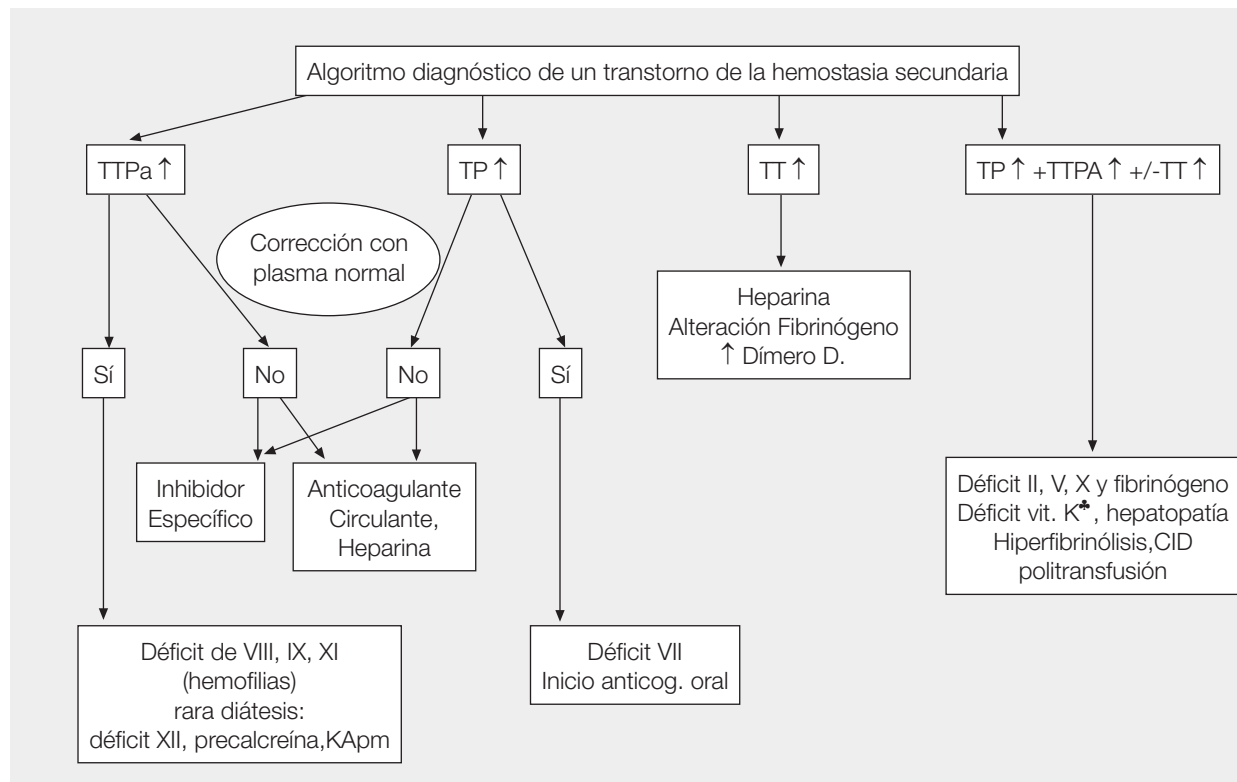 Algoritmo diagnóstico de un transtorno de la hemostasia secundaria
TTPa ↑
TP ↑
TT ↑
TP ↑ +TTPA ↑ +/-TT ↑
Corrección con
plasma normal
Heparina
Alteración Fibrinógeno
↑ Dímero D.
Sí
No
No
Sí
Inhibidor
Específico
Anticoagulante
Circulante,
Heparina
Déficit II, V, X y fibrinógeno
Déficit vit. K♣, hepatopatía
Hiperfibrinólisis,CID
politransfusión
Déficit de VIII, IX, XI
(hemofilias)
rara diátesis:
déficit XII, precalcreína,KApm
Déficit VII
Inicio anticog. oral